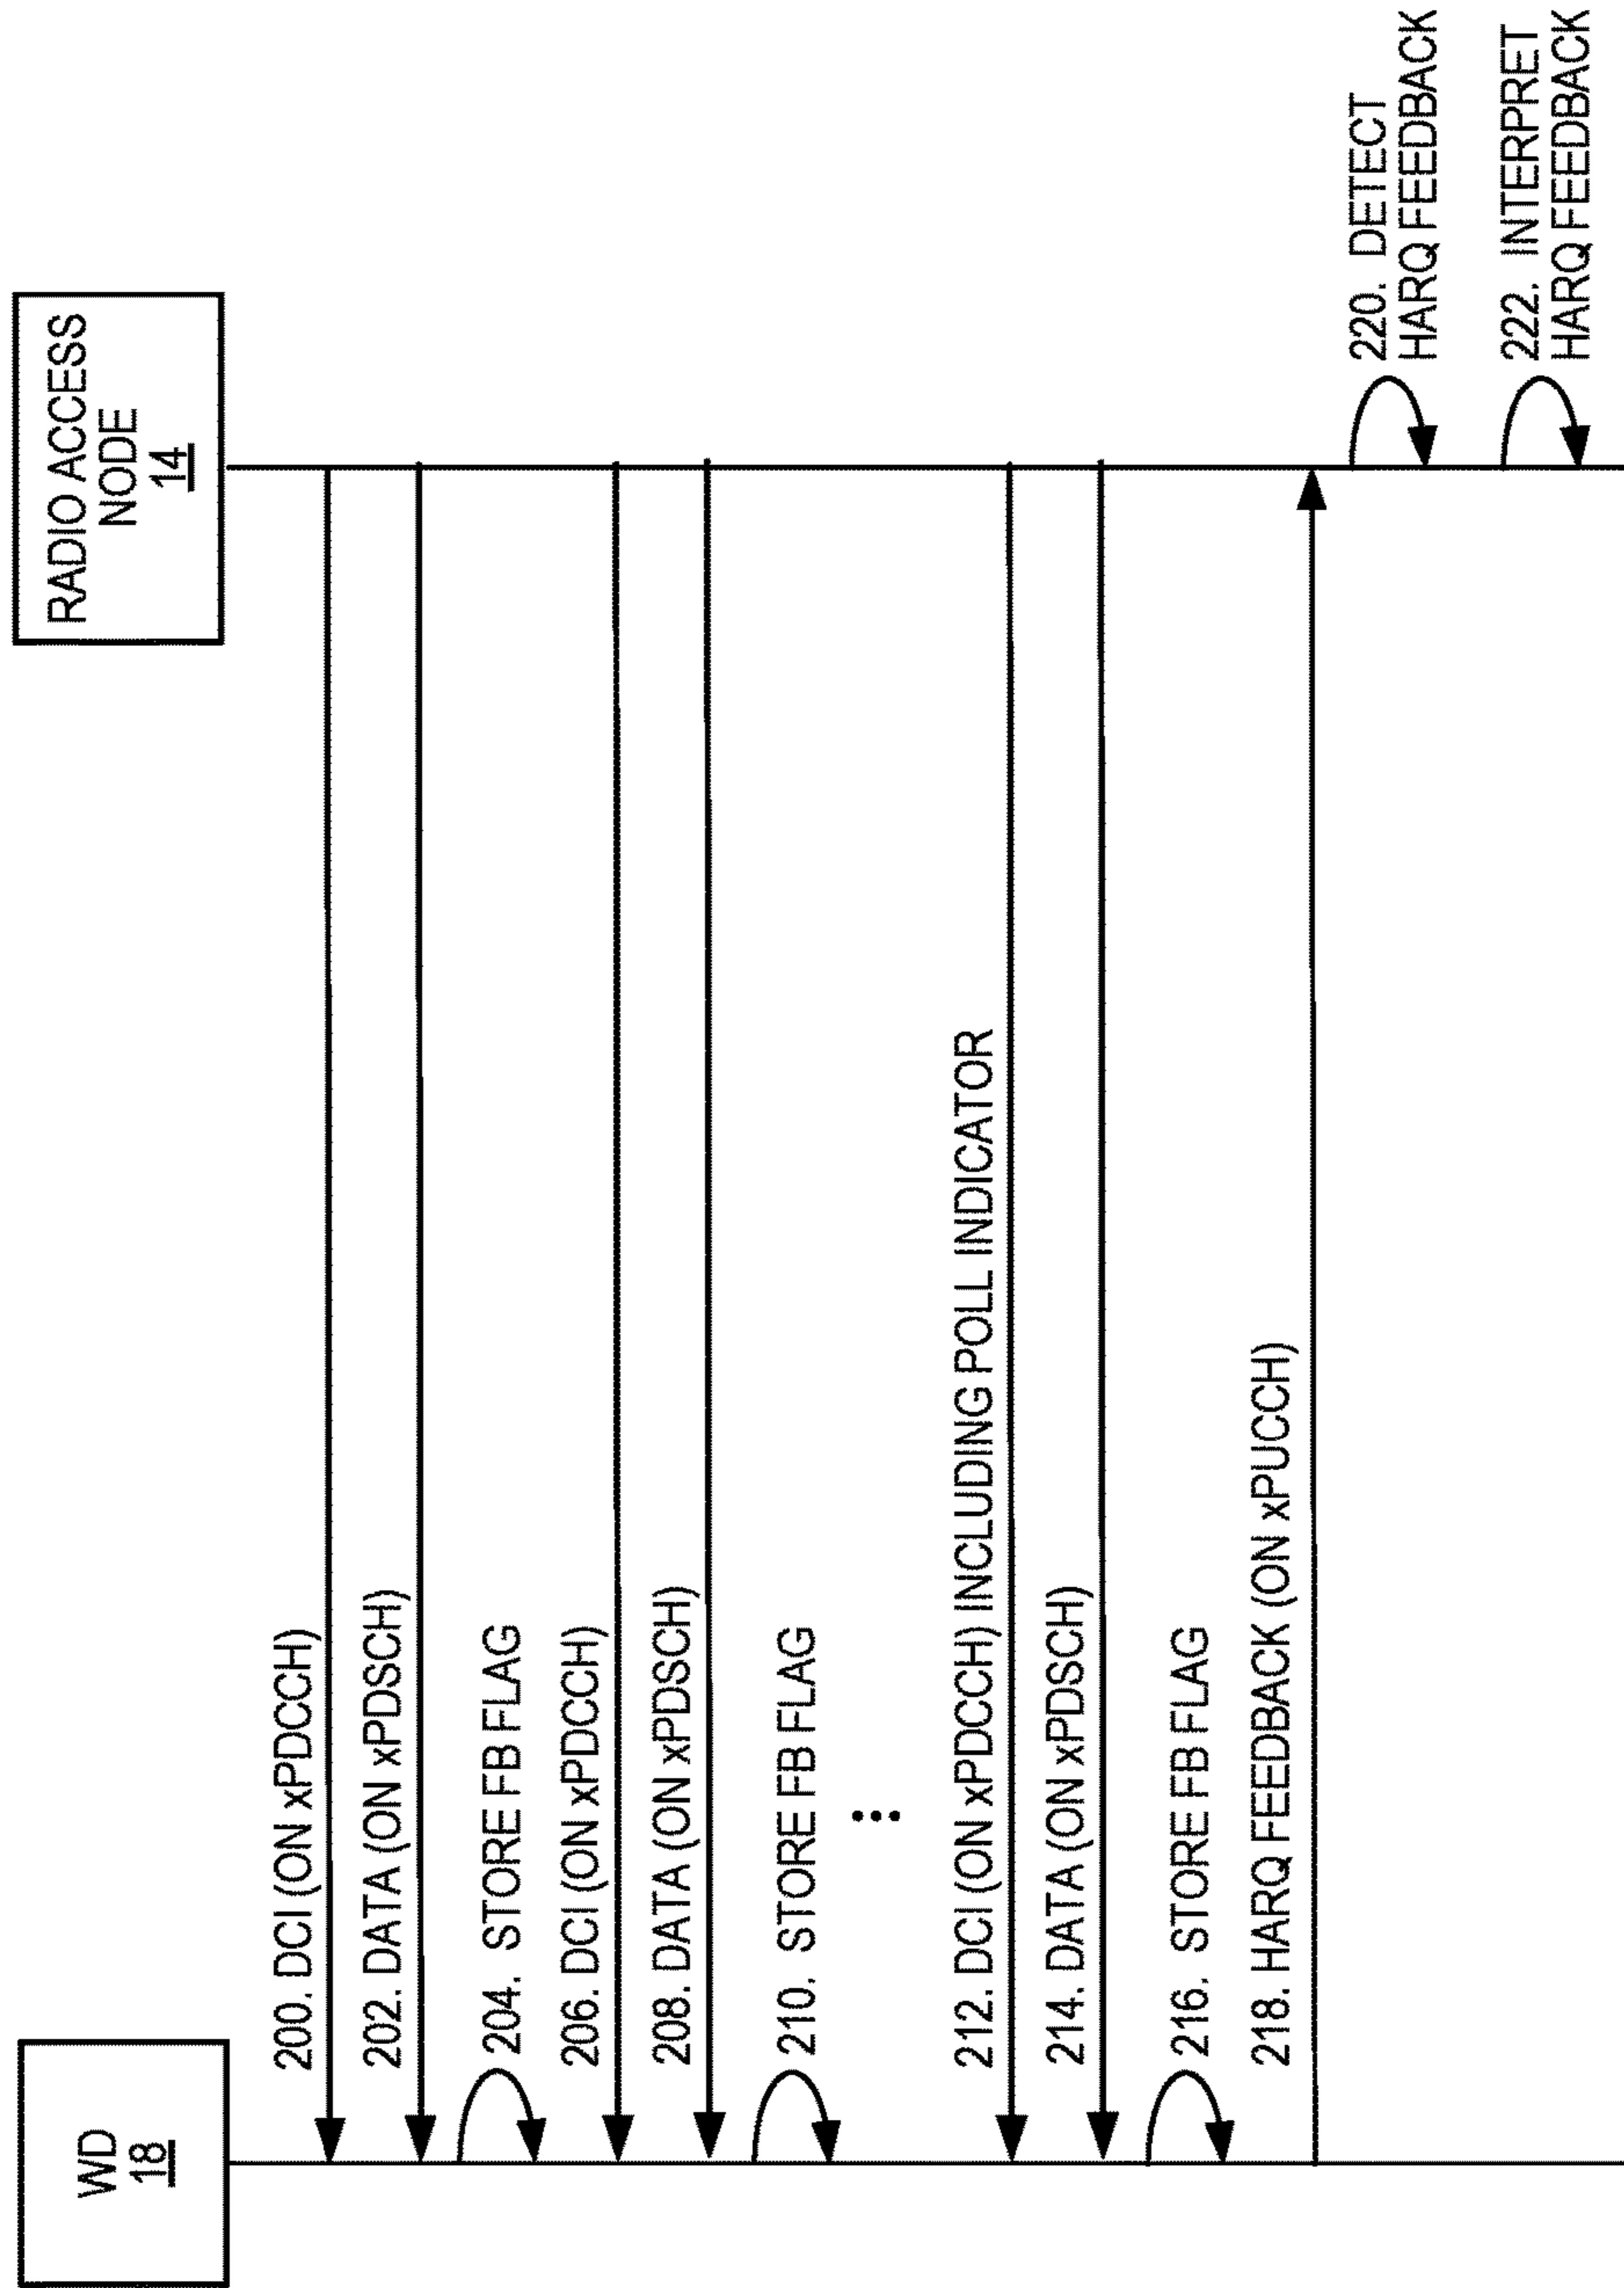 WD
18
RADIO ACCESS
NODE
14
200. DCI (ON xPDCCH)
202. DATA (ON xPDSCH)
204. STORE FB FLAG
206. DCI (ON xPDCCH)
208. DATA (ON xPDSCH)
210. STORE FB FLAG
212. DCI (ON xPDCCH) INCLUDING POLL INDICATOR
214. DATA (ON xPDSCH)
216. STORE FB FLAG
218. HARQ FEEDBACK (ON xPUCCH)
220. DETECT
HARQ FEEDBACK
222. INTERPRET
HARQ FEEDBACK